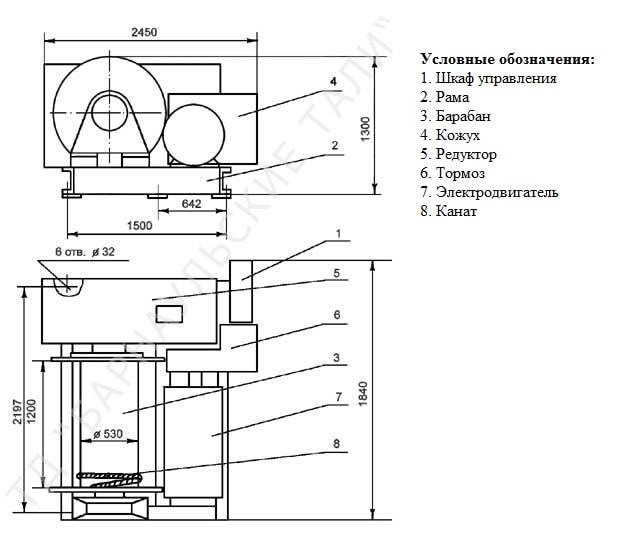 2450
4
2
1300
642
1500
6 отв. ⌀ 32
1
5
6
3
7
8
2197
1200
⌀ 530
1840
Условные обозначения:
1. Шкаф управления
2. Рама
3. Барабан
4. Кожух
5. Редуктор
6. Тормоз
7. Электродвигатель
8. Канат
ТД "БАРНАУЛЬСКИЕ ТАЛИ"